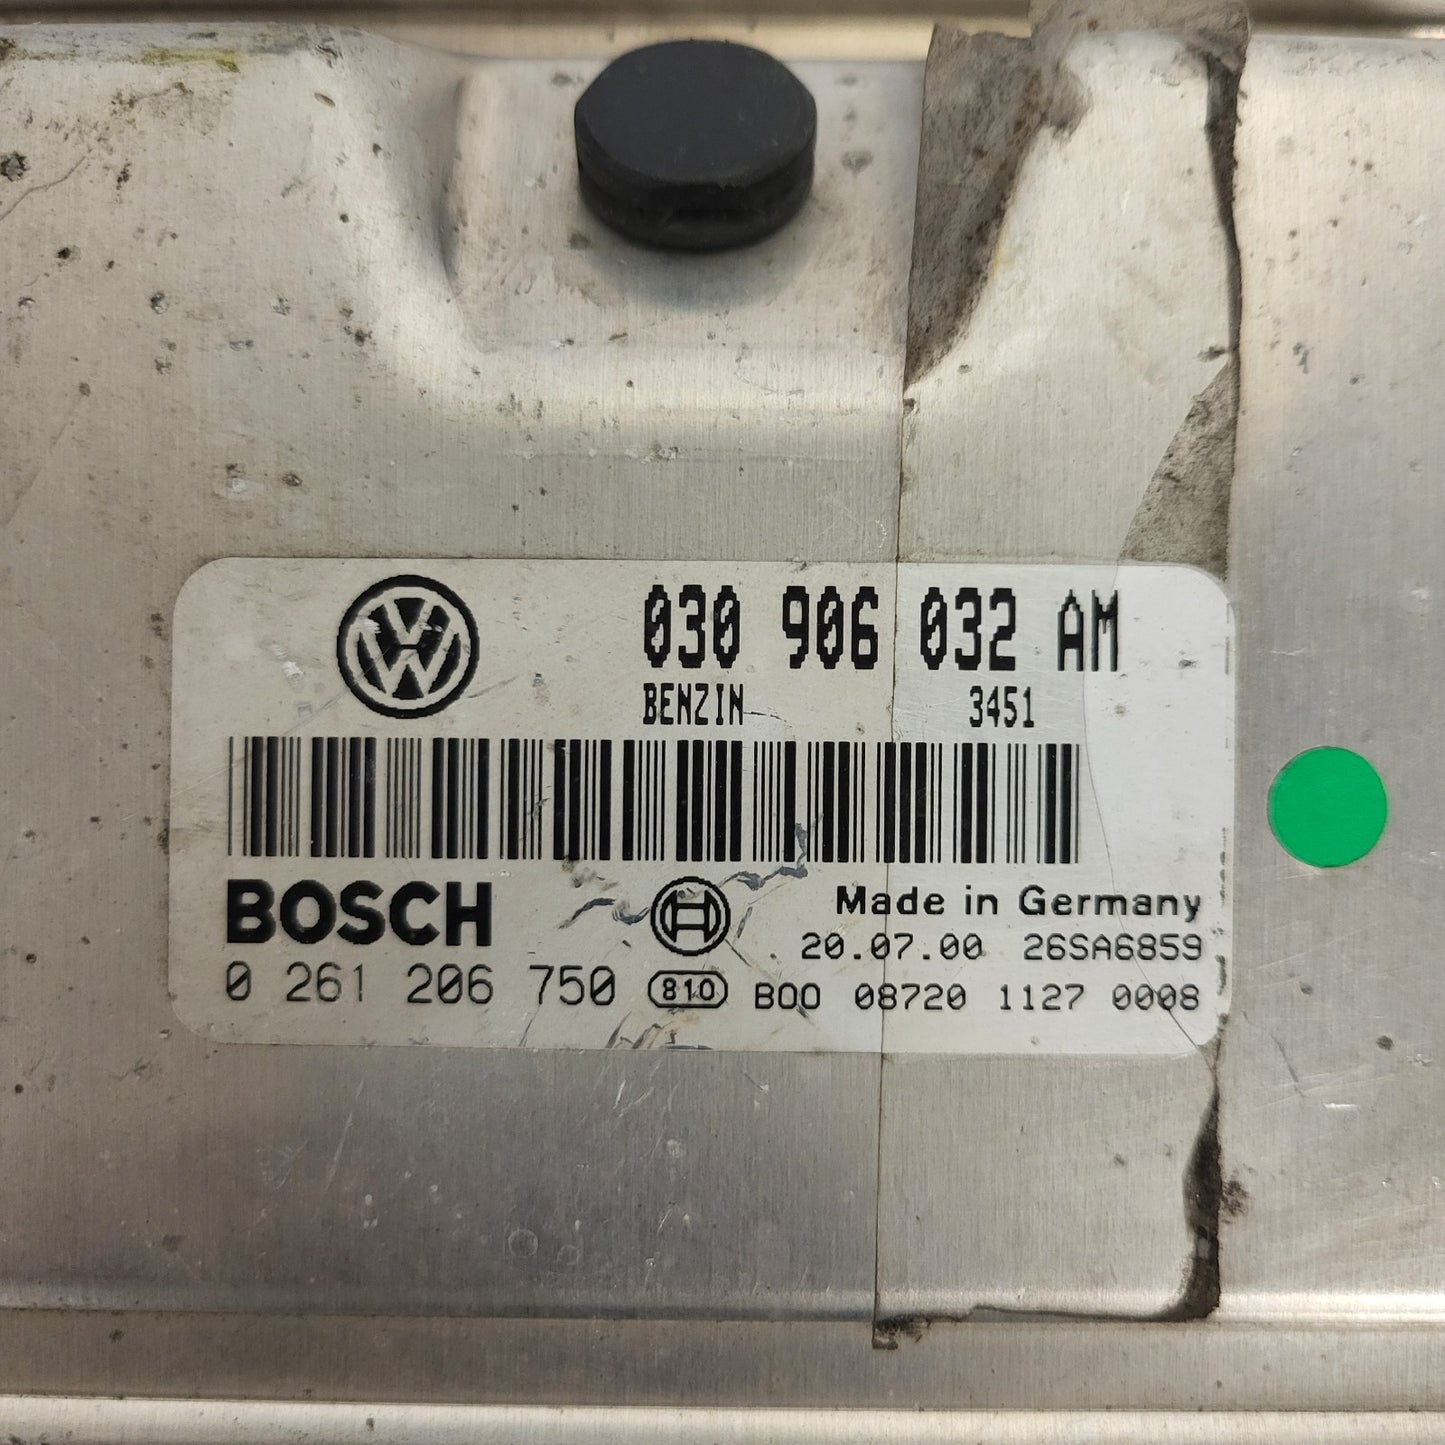 030 906 032 AM
BENZIN 3451
BOSCH
Made in Germany
20.07.00 26SA6859
0 261 206 750 810 B00 08720 1127 0008